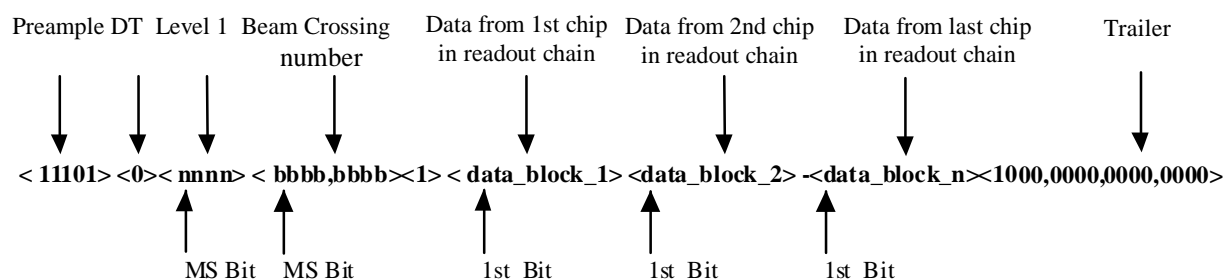 Preample DT Level 1 Beam Crossing number Data from 1st chip in readout chain Data from 2nd chip in readout chain Data from last chip in readout chain Trailer
< 11101> <0>< nnnn> < bbbb,bbbb><1> < data_block_1> <data_block_2> -<data_block_n><1000,0000,0000,0000>
MS Bit MS Bit 1st Bit 1st Bit 1st Bit